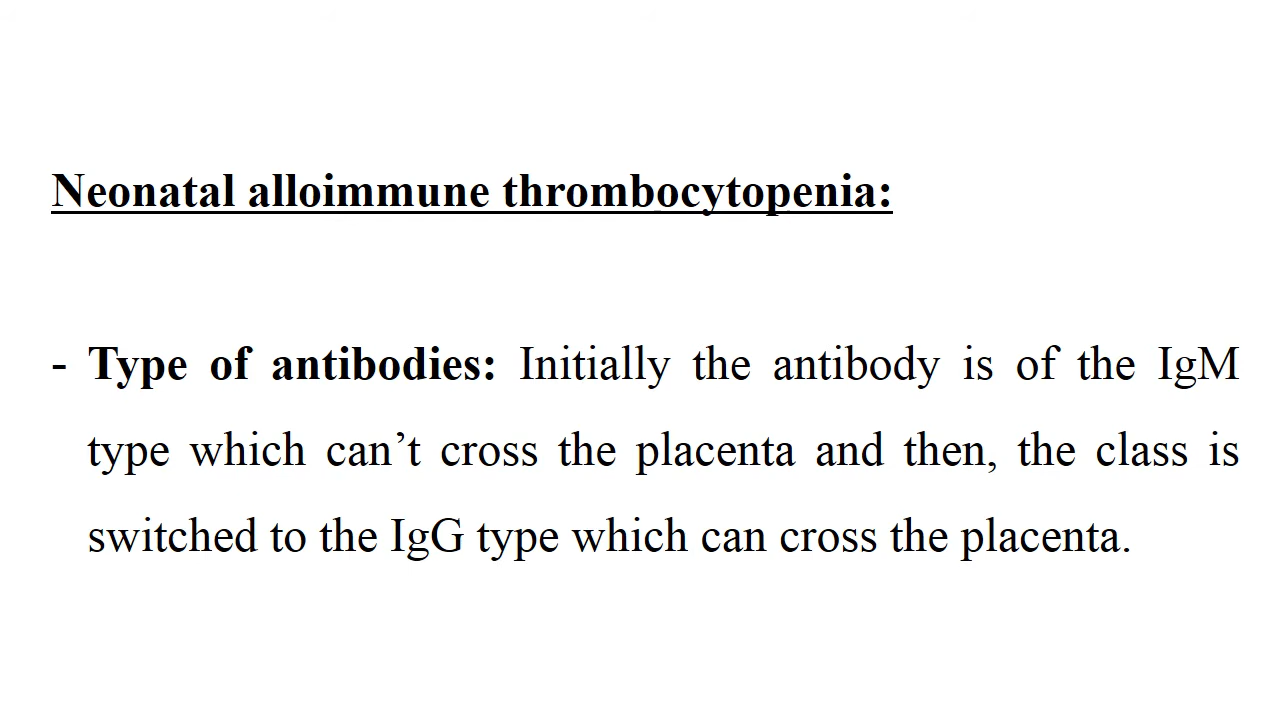 Neonatal alloimmune thrombocytopenia:
- Type of antibodies: Initially the antibody is of the IgM
type which can’t cross the placenta and then, the class is
switched to the IgG type which can cross the placenta.